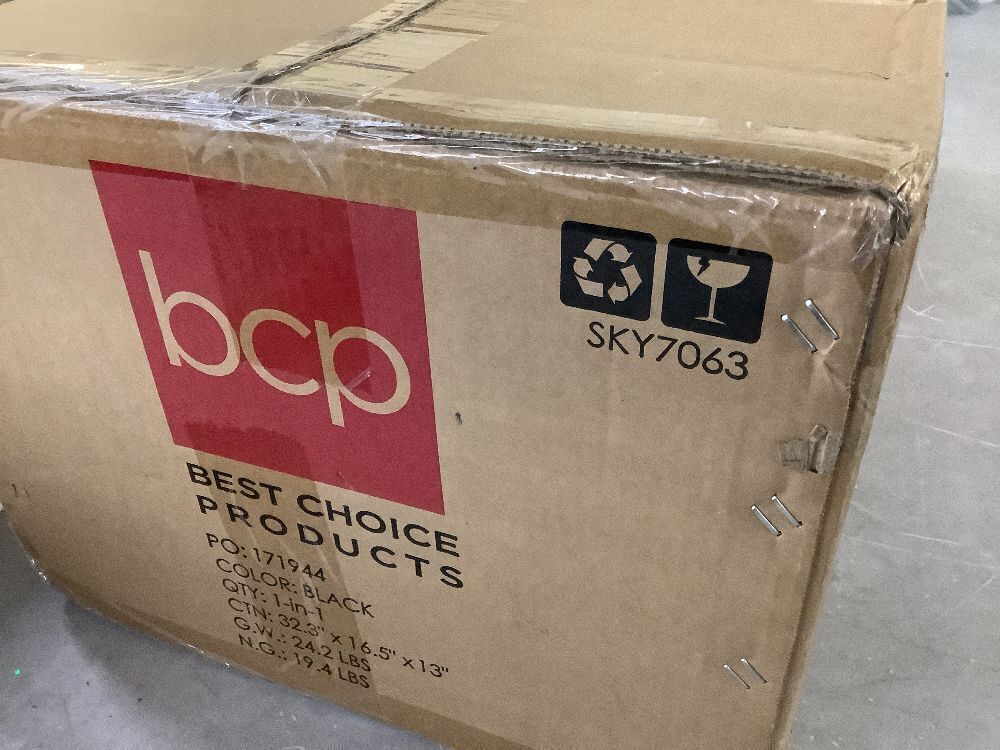 bcp
SKY7063
BEST CHOICE
PRODUCTS
PO: 171944
COLOR: BLACK
QTY: 1-in-1
CTN: 32.3" x 16.5" x 13"
G.W.: 24.2 LBS
N.G.: 19.4 LBS